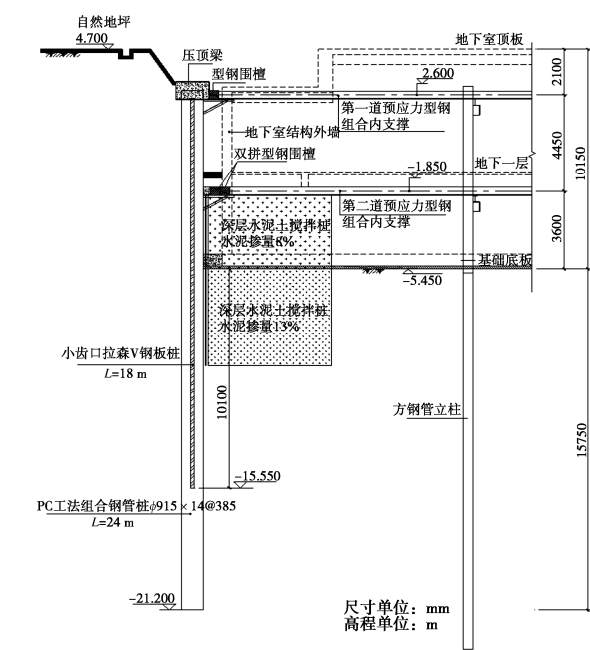 自然地坪
4.700
压顶梁
型钢围檀
地下室顶板
2.600
2100
第一道预应力型钢
组合内支撑
地下室结构外墙
双拼型钢围檀
4450
10150
-1.850
地下一层
第二道预应力型钢
组合内支撑
深层水泥土搅拌桩
水泥掺量8%
3600
基础底板
-5.450
深层水泥土搅拌桩
水泥掺量13%
小齿口拉森V钢板桩
L=18 m
10100
方钢管立柱
15750
-15.550
PC工法组合钢管桩ϕ915×14@385
L=24 m
-21.200
尺寸单位：mm
高程单位：m